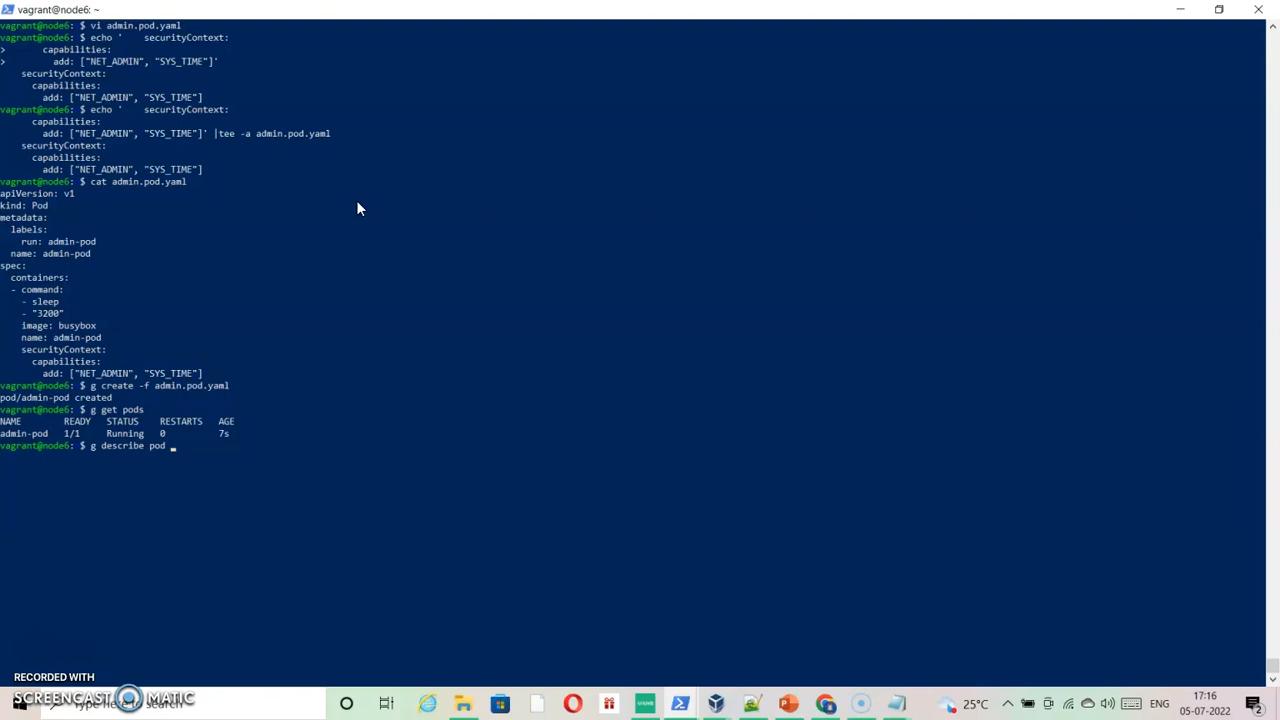 vagrant@node6: ~
vagrant@node6: $ vi admin.pod.yaml
vagrant@node6: $ echo '    securityContext:
>       capabilities:
>         add: ["NET_ADMIN", "SYS_TIME"]'
    securityContext:
      capabilities:
        add: ["NET_ADMIN", "SYS_TIME"]
vagrant@node6: $ echo '    securityContext:
      capabilities:
        add: ["NET_ADMIN", "SYS_TIME"]' |tee -a admin.pod.yaml
    securityContext:
      capabilities:
        add: ["NET_ADMIN", "SYS_TIME"]
vagrant@node6: $ cat admin.pod.yaml
apiVersion: v1
kind: Pod
metadata:
  labels:
    run: admin-pod
  name: admin-pod
spec:
  containers:
  - command:
    - sleep
    - "3200"
    image: busybox
    name: admin-pod
    securityContext:
      capabilities:
        add: ["NET_ADMIN", "SYS_TIME"]
vagrant@node6: $ g create -f admin.pod.yaml
pod/admin-pod created
vagrant@node6: $ g get pods
NAME        READY   STATUS    RESTARTS   AGE
admin-pod   1/1     Running   0          7s
vagrant@node6: $ g describe pod
RECORDED WITH
SCREENCAST MATIC
Type here to search
25°C
ENG
17:16
05-07-2022
2